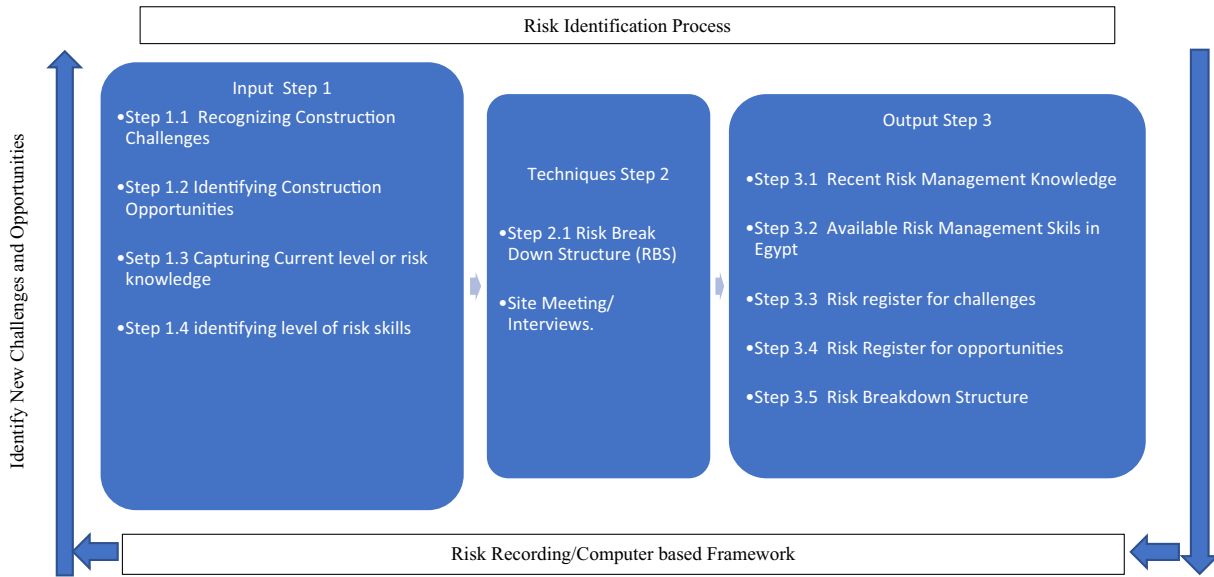 Risk Identification Process
Identify New Challenges and Opportunities
Input Step 1
•Step 1.1 Recognizing Construction
Challenges
•Step 1.2 Identifying Construction
Opportunities
•Setp 1.3 Capturing Current level or risk
knowledge
•Step 1.4 identifying level of risk skills
Techniques Step 2
•Step 2.1 Risk Break
Down Structure (RBS)
•Site Meeting/
Interviews.
Output Step 3
•Step 3.1 Recent Risk Management Knowledge
•Step 3.2 Available Risk Management Skils in
Egypt
•Step 3.3 Risk register for challenges
•Step 3.4 Risk Register for opportunities
•Step 3.5 Risk Breakdown Structure
Risk Recording/Computer based Framework